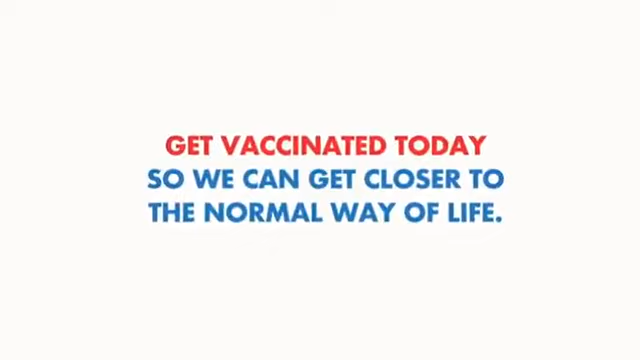 GET VACCINATED TODAY
SO WE CAN GET CLOSER TO
THE NORMAL WAY OF LIFE.